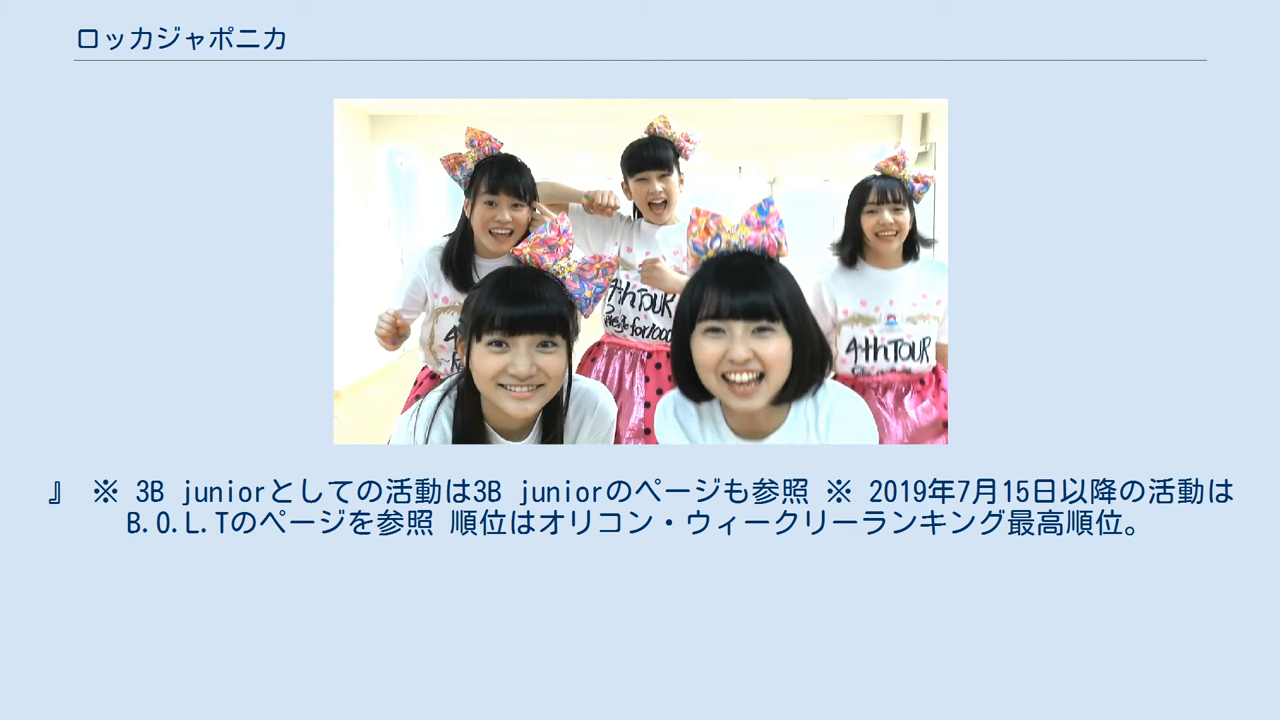 ロッカジャポニカ
4thTOUR
for1000
4thTOUR
』 ※ 3B juniorとしての活動は3B juniorのページも参照 ※ 2019年7月15日以降の活動は
B.O.L.Tのページを参照 順位はオリコン・ウィークリーランキング最高順位。